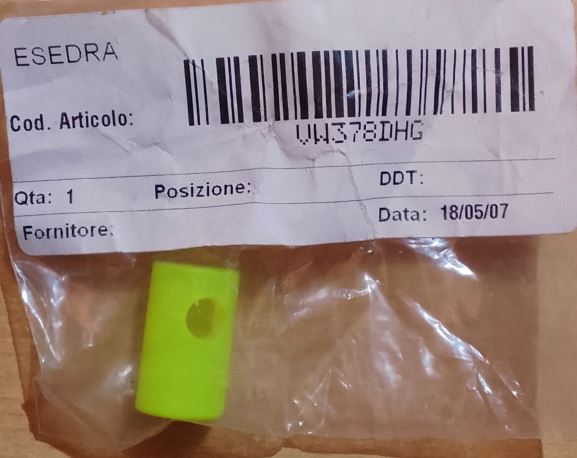 ESEDRA
Cod. Articolo:
VW378DHG
Qta: 1 Posizione: DDT:
Fornitore: Data: 18/05/07